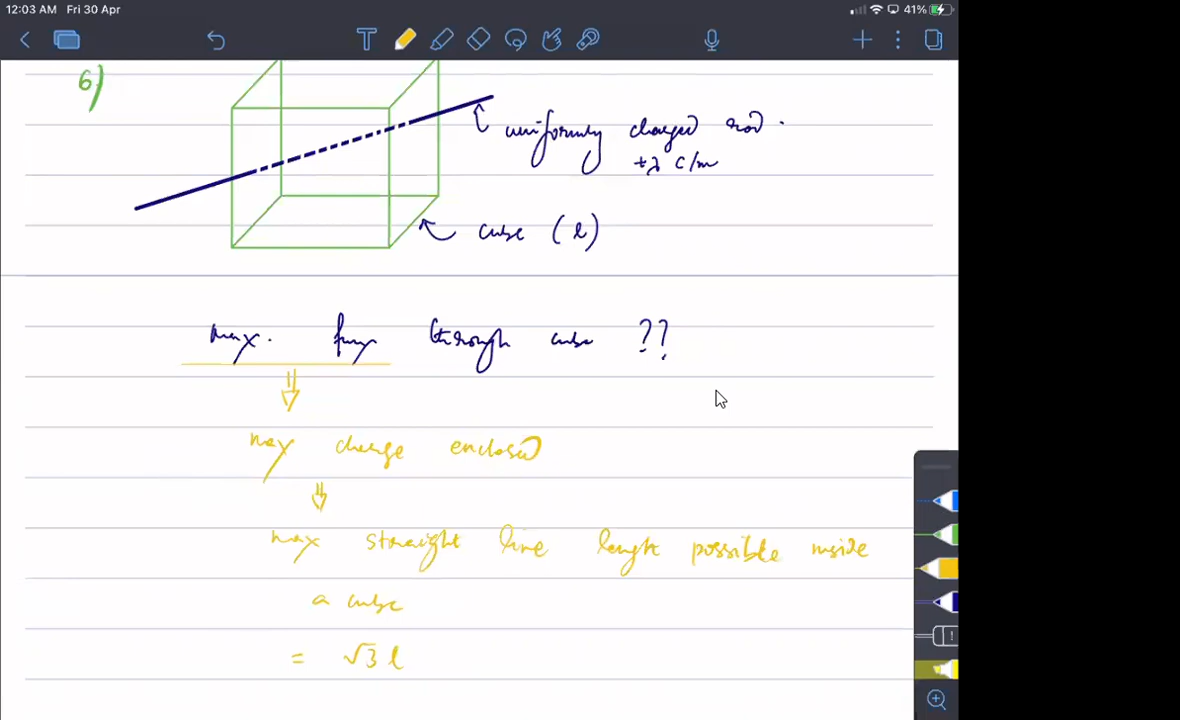 12:03 AM Fri 30 Apr
41%
6)
uniformly charged rod.
+λ C/m
cube (l)
max. flux through cube ??
⇓
max charge enclosed
⇓
max straight line length possible inside
a cube
= √3 l